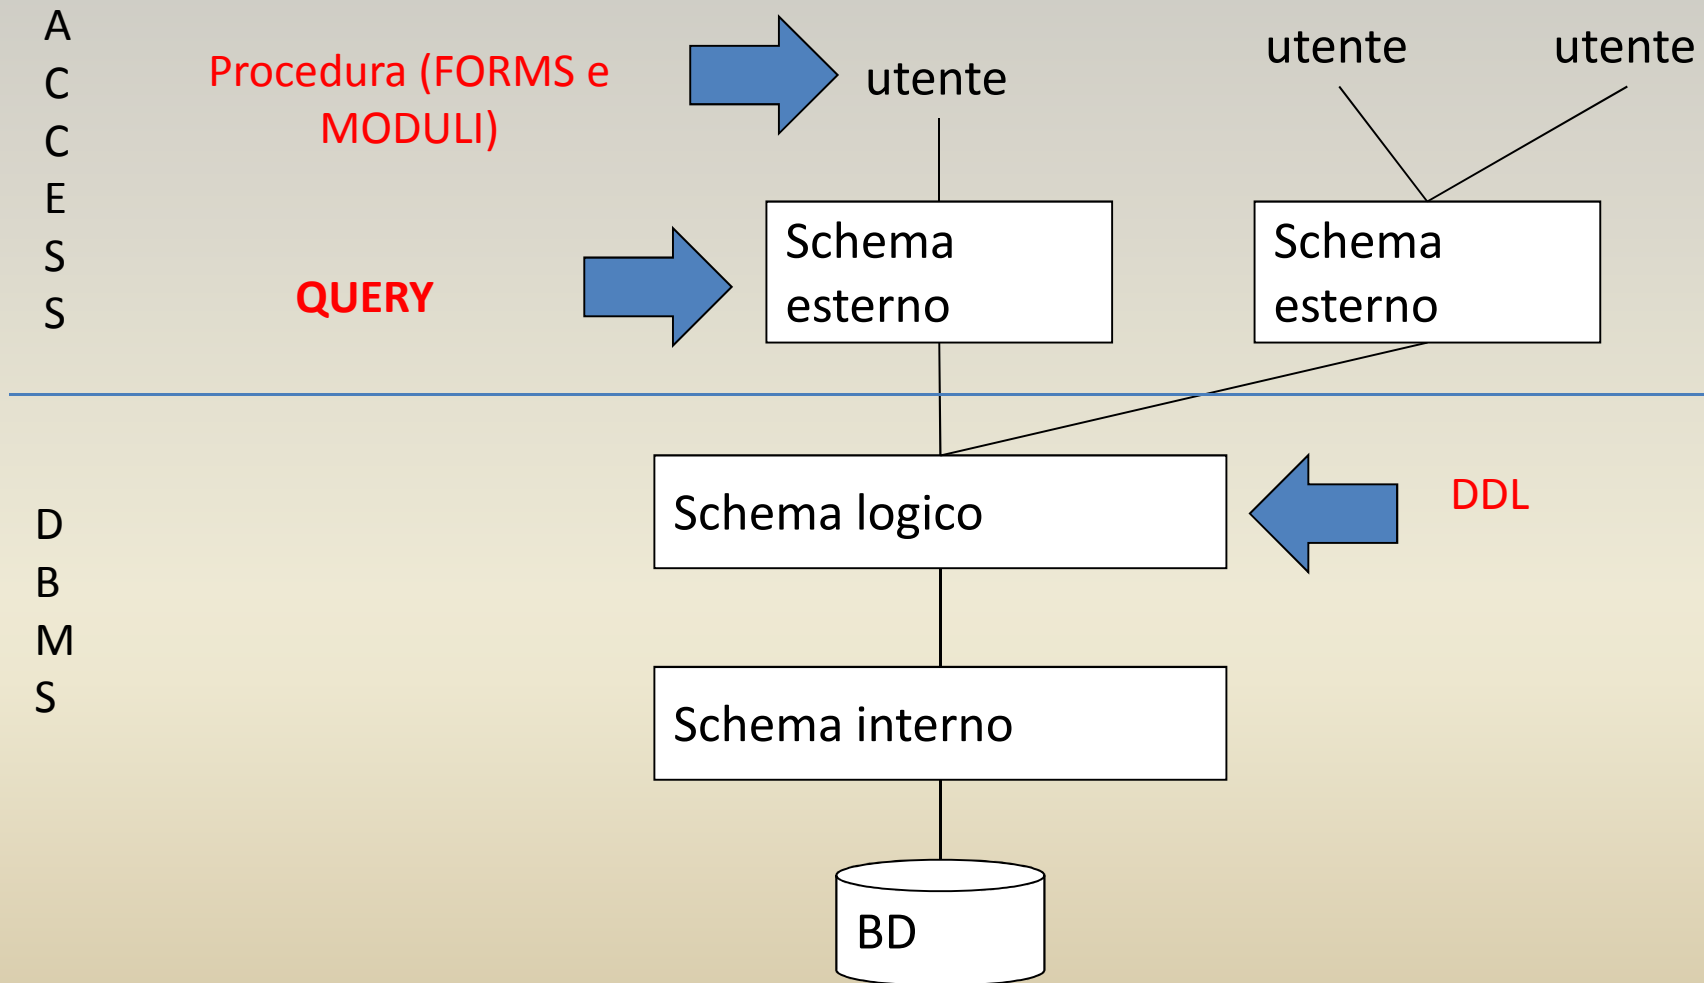 A
C
C
E
S
S
Procedura (FORMS e
MODULI)
utente
utente
utente
QUERY
Schema
esterno
Schema
esterno
D
B
M
S
Schema logico
DDL
Schema interno
BD